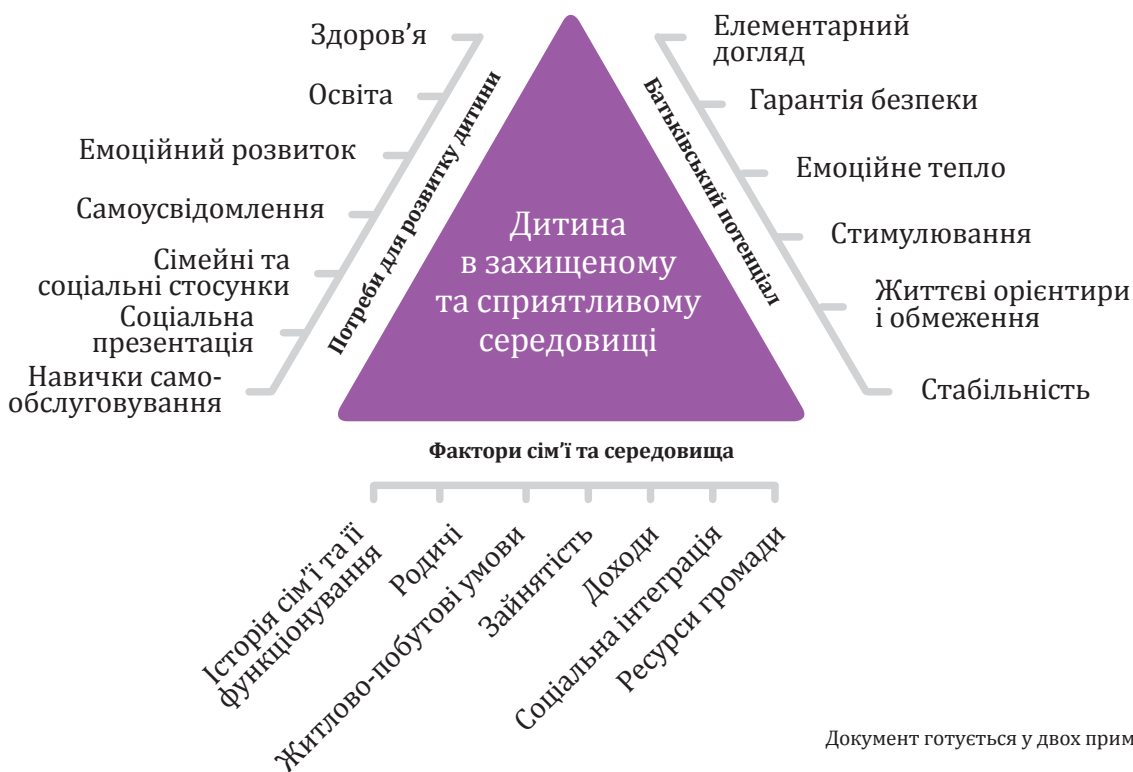 Здоров’я
Освіта
Емоційний розвиток
Самоусвідомлення
Сімейні та
соціальні стосунки
Соціальна
презентація
Навички само-
обслуговування
Потреби для розвитку дитини
Дитина
в захищеному
та сприятливому
середовищі
Батьківський потенціал
Елементарний
догляд
Гарантія безпеки
Емоційне тепло
Стимулювання
Життєві орієнтири
і обмеження
Стабільність
Фактори сім’ї та середовища
Історія сім’ї та її
функціонування
Родичі
Житлово-побутові умови
Зайнятість
Доходи
Соціальна інтеграція
Ресурси громади
Документ готується у двох прим